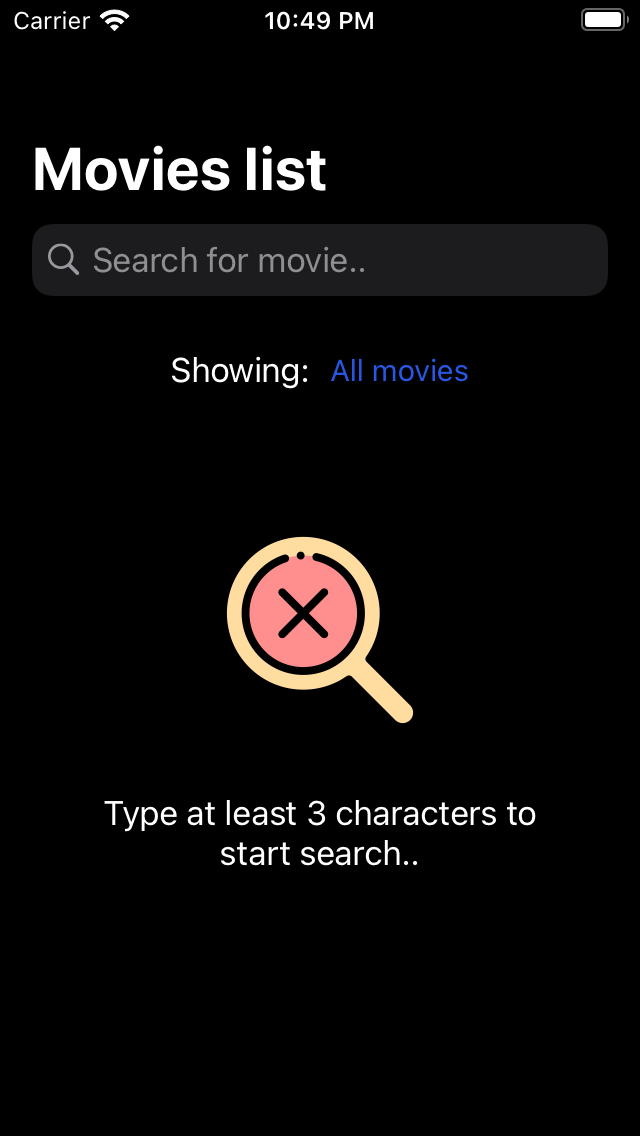 Carrier 10:49 PM
Movies list
Search for movie..
Showing: All movies
Type at least 3 characters to
start search..